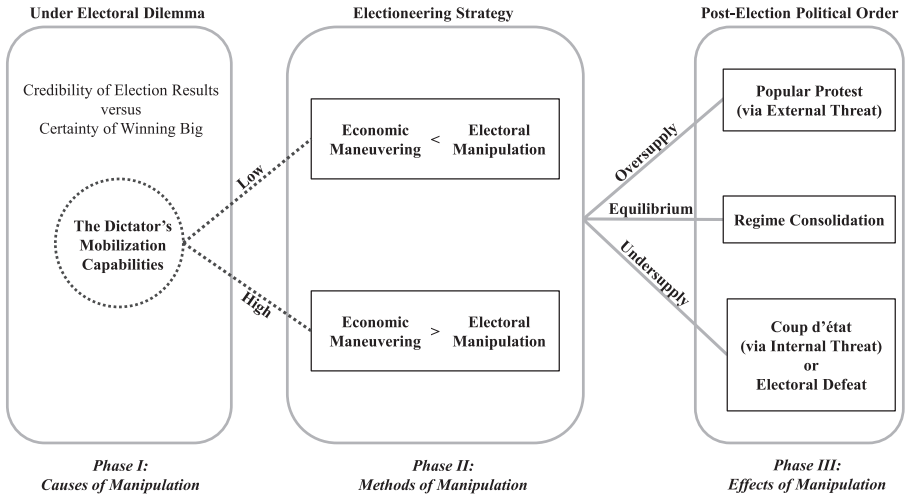 Under Electoral Dilemma
Credibility of Election Results
versus
Certainty of Winning Big
The Dictator's
Mobilization
Capabilities
Low
High
Phase I:
Causes of Manipulation
Electioneering Strategy
Economic Maneuvering < Electoral Manipulation
Economic Maneuvering > Electoral Manipulation
Phase II:
Methods of Manipulation
Oversupply
Equilibrium
Undersupply
Post-Election Political Order
Popular Protest
(via External Threat)
Regime Consolidation
Coup d'état
(via Internal Threat)
or
Electoral Defeat
Phase III:
Effects of Manipulation